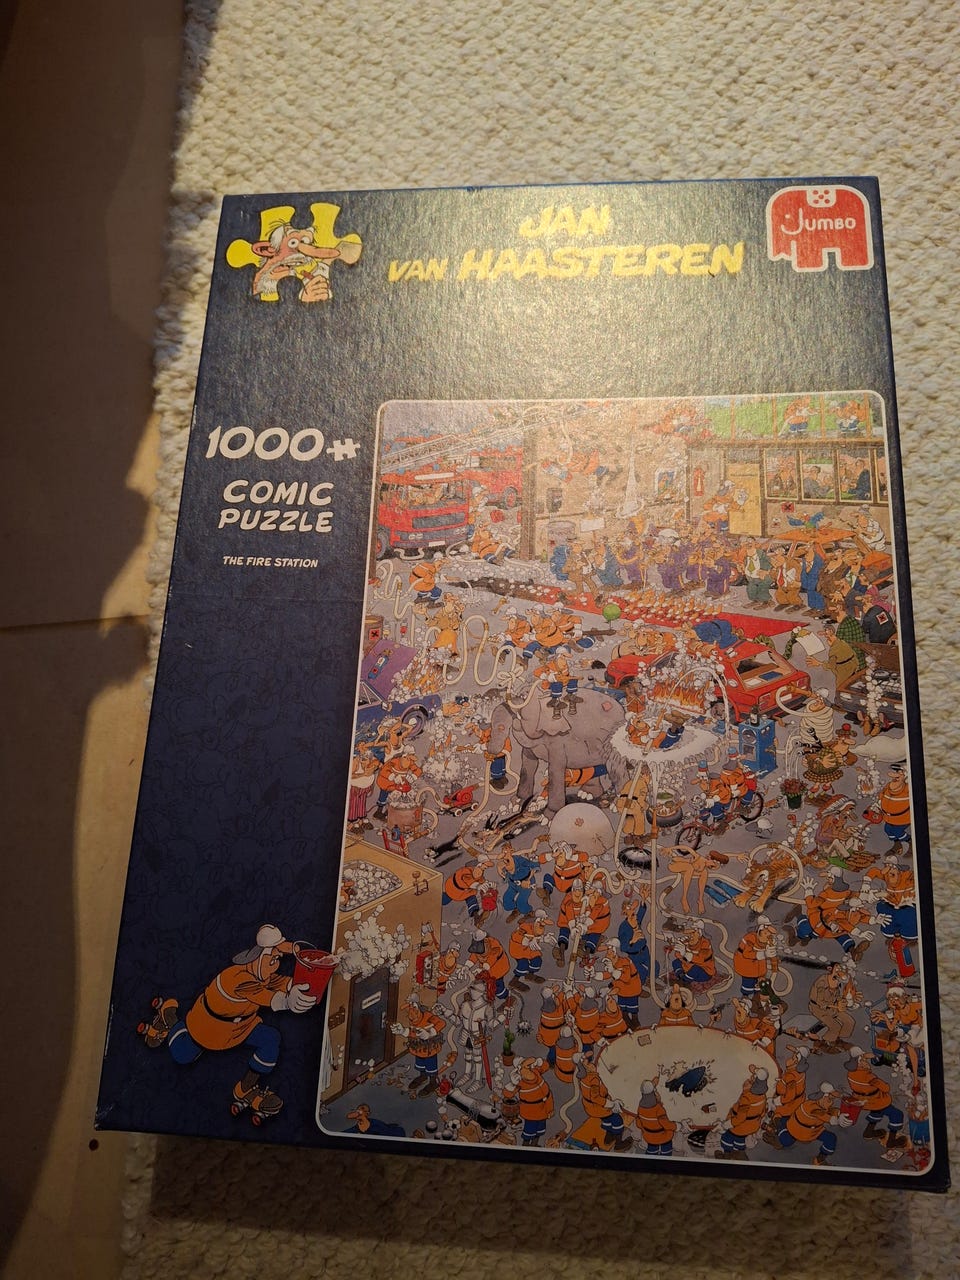 JAN
VAN HAASTEREN
JUMBO
1000
COMIC
PUZZLE
THE FIRE STATION